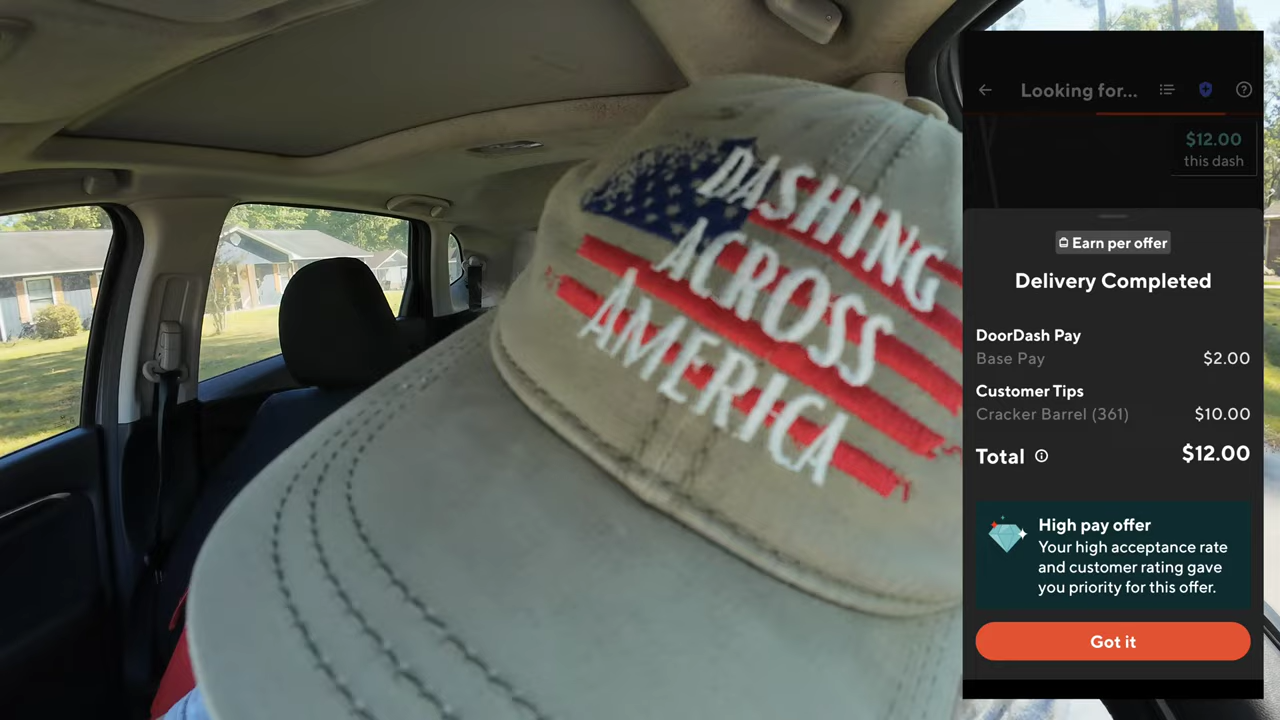 DASHING
ACROSS
AMERICA
Looking for...
$12.00
this dash
Earn per offer
Delivery Completed
DoorDash Pay
Base Pay $2.00
Customer Tips
Cracker Barrel (361) $10.00
Total $12.00
High pay offer
Your high acceptance rate
and customer rating gave
you priority for this offer.
Got it